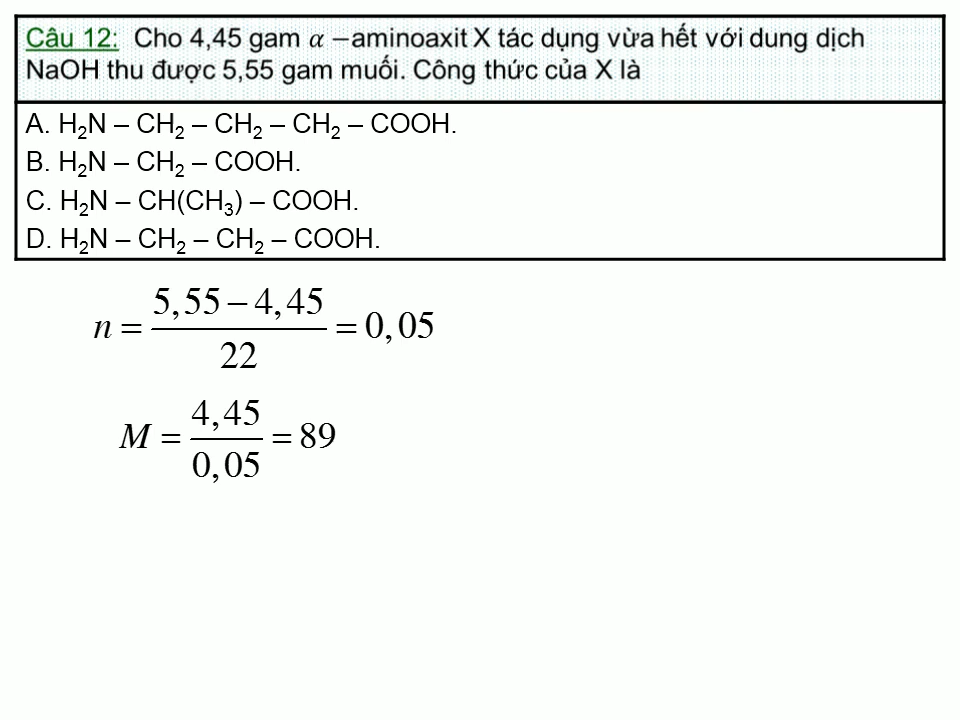 Câu 12: Cho 4,45 gam 𝛼 −aminoaxit X tác dụng vừa hết với dung dịch
NaOH thu được 5,55 gam muối. Công thức của X là
A. H₂N – CH₂ – CH₂ – CH₂ – COOH.
B. H₂N – CH₂ – COOH.
C. H₂N – CH(CH₃) – COOH.
D. H₂N – CH₂ – CH₂ – COOH.
n = (5,55 − 4,45) / 22 = 0,05
M = 4,45 / 0,05 = 89